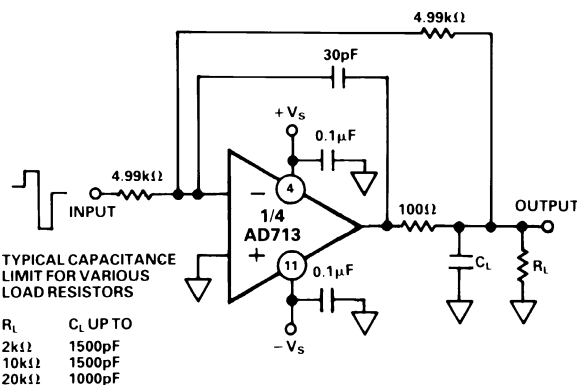 4.99kΩ
30pF
+VS
0.1µF
4.99kΩ
4
INPUT
−
1/4
AD713
+
100Ω
OUTPUT
11
0.1µF
CL
RL
−VS
TYPICAL CAPACITANCE
LIMIT FOR VARIOUS
LOAD RESISTORS
RL CL UP TO
2kΩ 1500pF
10kΩ 1500pF
20kΩ 1000pF